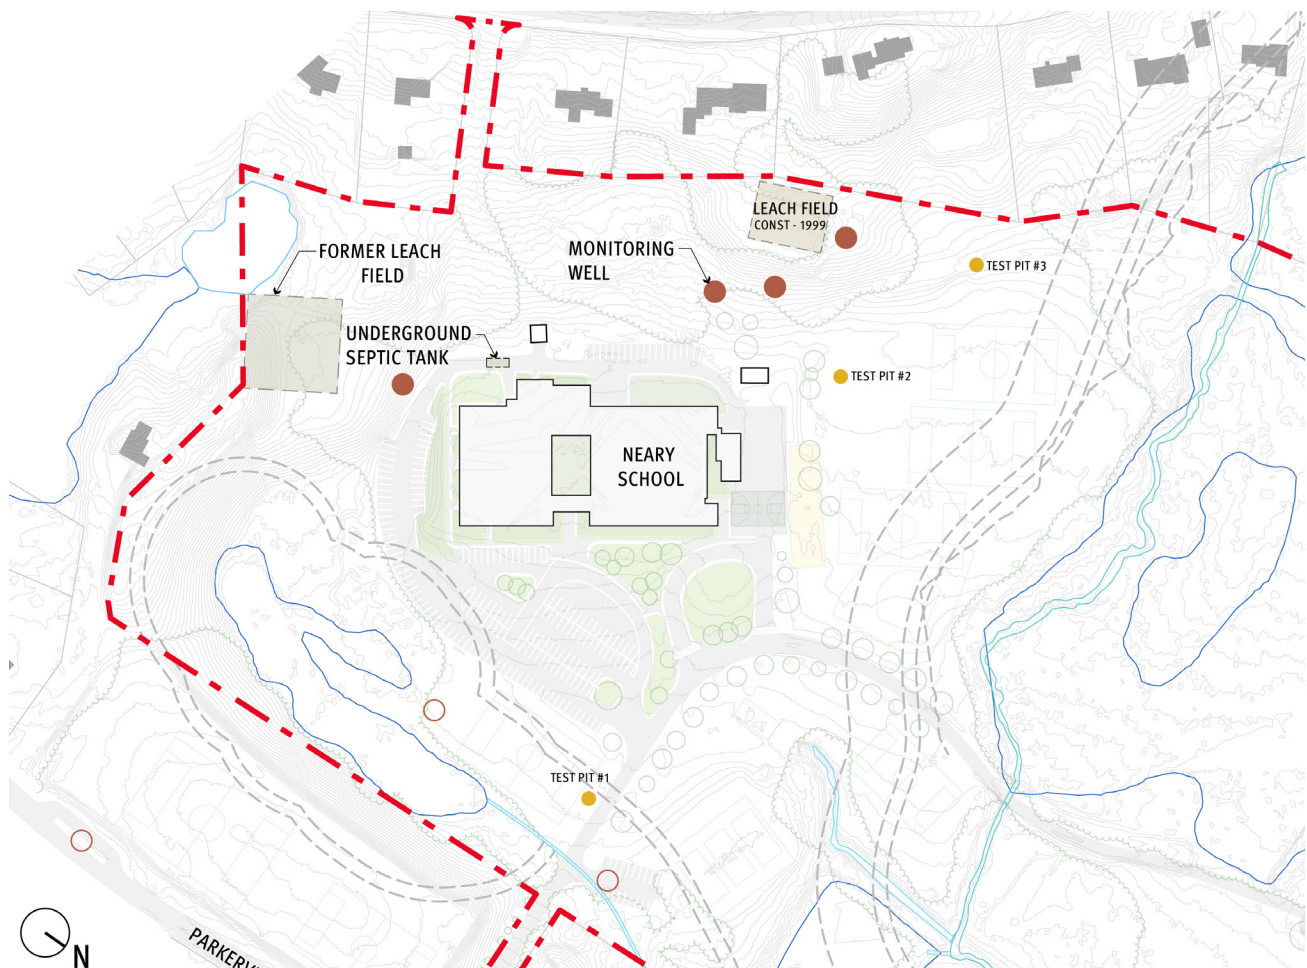 LEACH FIELD
CONST - 1999
FORMER LEACH
FIELD
MONITORING
WELL
TEST PIT #3
UNDERGROUND
SEPTIC TANK
TEST PIT #2
NEARY
SCHOOL
TEST PIT #1
N